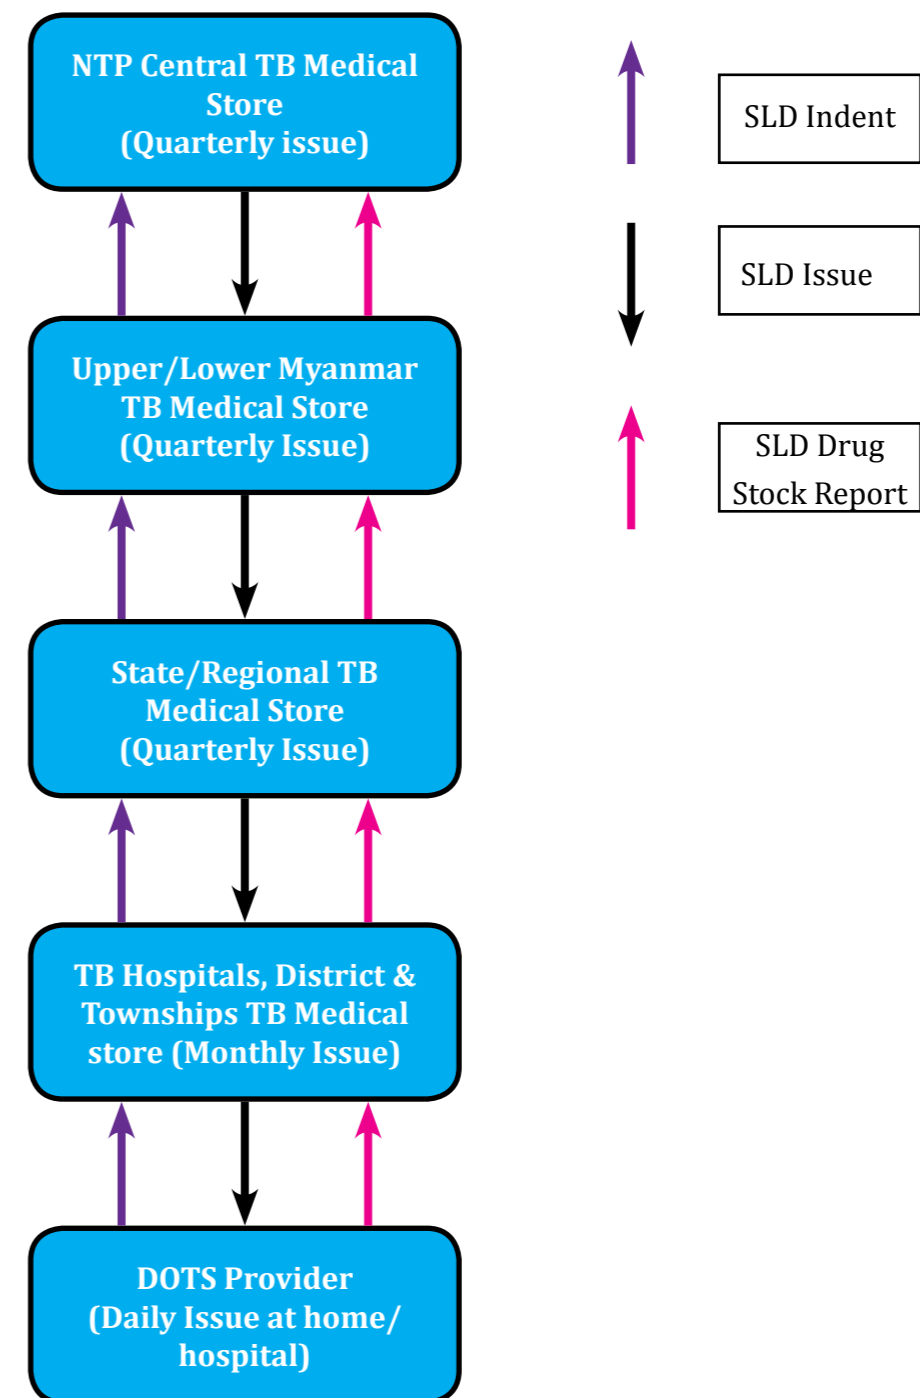 NTP Central TB Medical
Store
(Quarterly issue)
SLD Indent
SLD Issue
Upper/Lower Myanmar
TB Medical Store
(Quarterly Issue)
SLD Drug
Stock Report
State/Regional TB
Medical Store
(Quarterly Issue)
TB Hospitals, District &
Townships TB Medical
store (Monthly Issue)
DOTS Provider
(Daily Issue at home/
hospital)